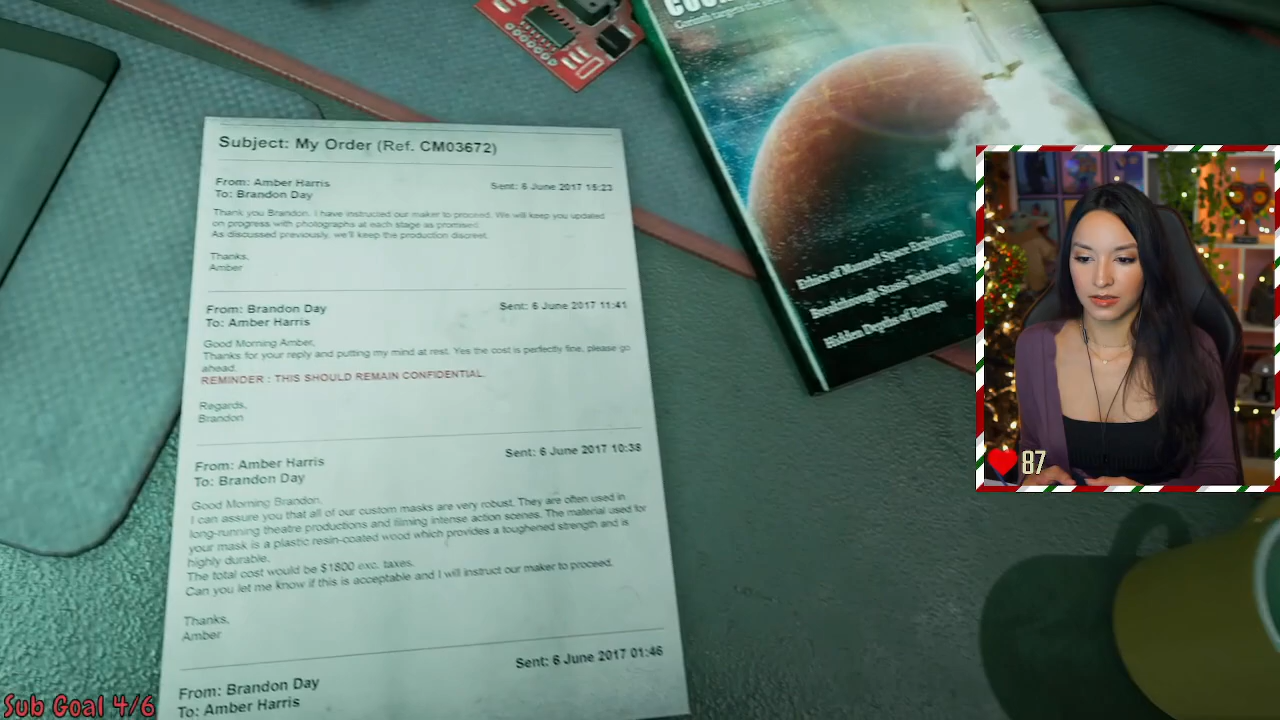 Subject: My Order (Ref. CM03672)
From: Amber Harris
Sent: 6 June 2017 15:23
To: Brandon Day
Thank you Brandon. I have instructed our maker to proceed. We will keep you updated
on progress with photographs at each stage as promised.
As discussed previously, we'll keep the production discreet.
Thanks,
Amber
From: Brandon Day
Sent: 6 June 2017 11:41
To: Amber Harris
Good Morning Amber,
Thanks for your reply and putting my mind at rest. Yes the cost is perfectly fine, please go
ahead.
REMINDER : THIS SHOULD REMAIN CONFIDENTIAL.
Regards,
Brandon
From: Amber Harris
Sent: 6 June 2017 10:38
To: Brandon Day
Good Morning Brandon,
I can assure you that all of our custom masks are very robust. They are often used in
long-running theatre productions and filming intense action scenes. The material used for
your mask is a plastic resin-coated wood which provides a toughened strength and is
highly durable.
The total cost would be $1800 exc. taxes.
Can you let me know if this is acceptable and I will instruct our maker to proceed.
Thanks,
Amber
Sent: 6 June 2017 01:46
From: Brandon Day
To: Amber Harris
Ethics of Manned Space Exploration
Breakthrough Stasis Technology
Hidden Depths of Europa
87
Sub Goal 4/6